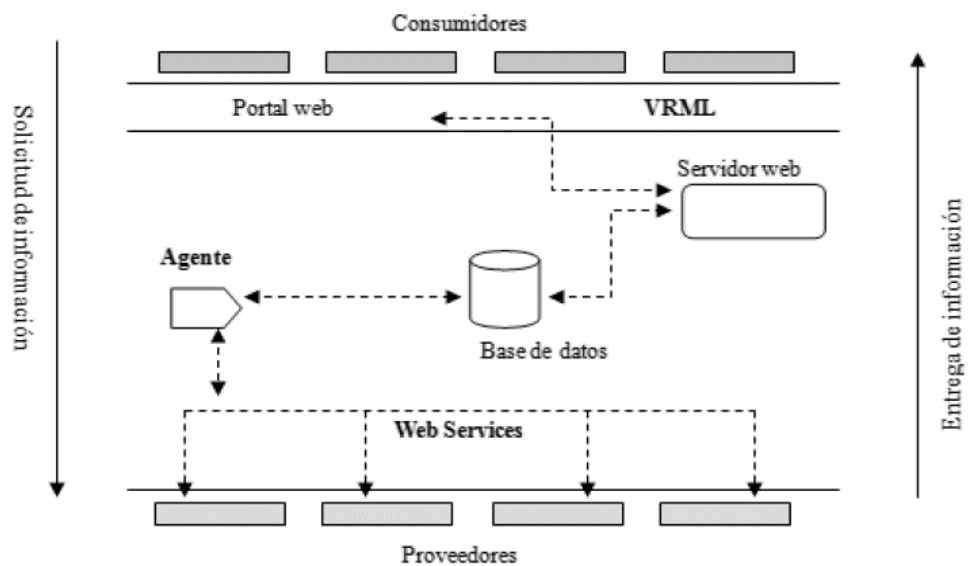 Consumidores
Portal web
VRML
Solicitud de información
Servidor web
Agente
Base de datos
Entrega de información
Web Services
Proveedores